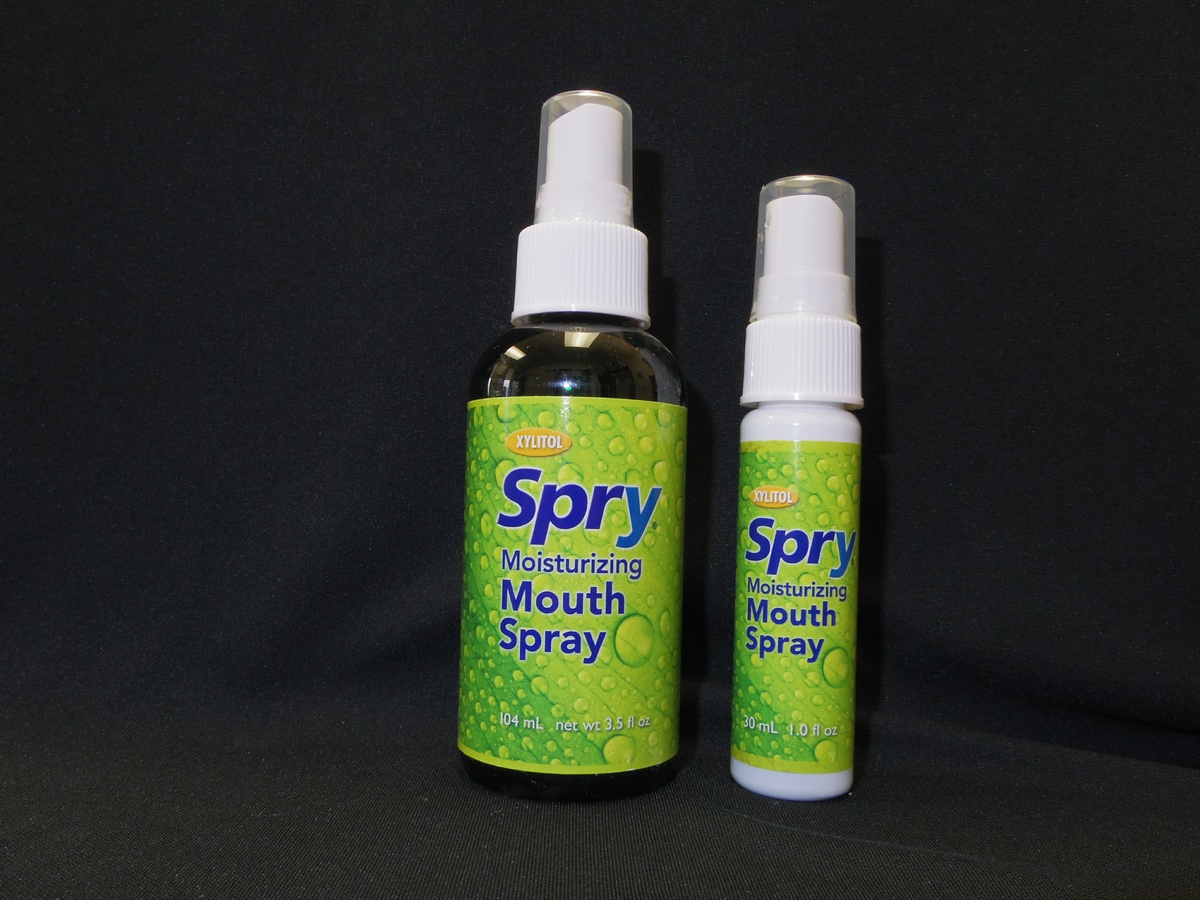 XYLITOL
Spry®
Moisturizing
Mouth
Spray
104 mL net wt 3.5 fl oz
XYLITOL
Spry
Moisturizing
Mouth
Spray
30 mL 1.0 fl oz